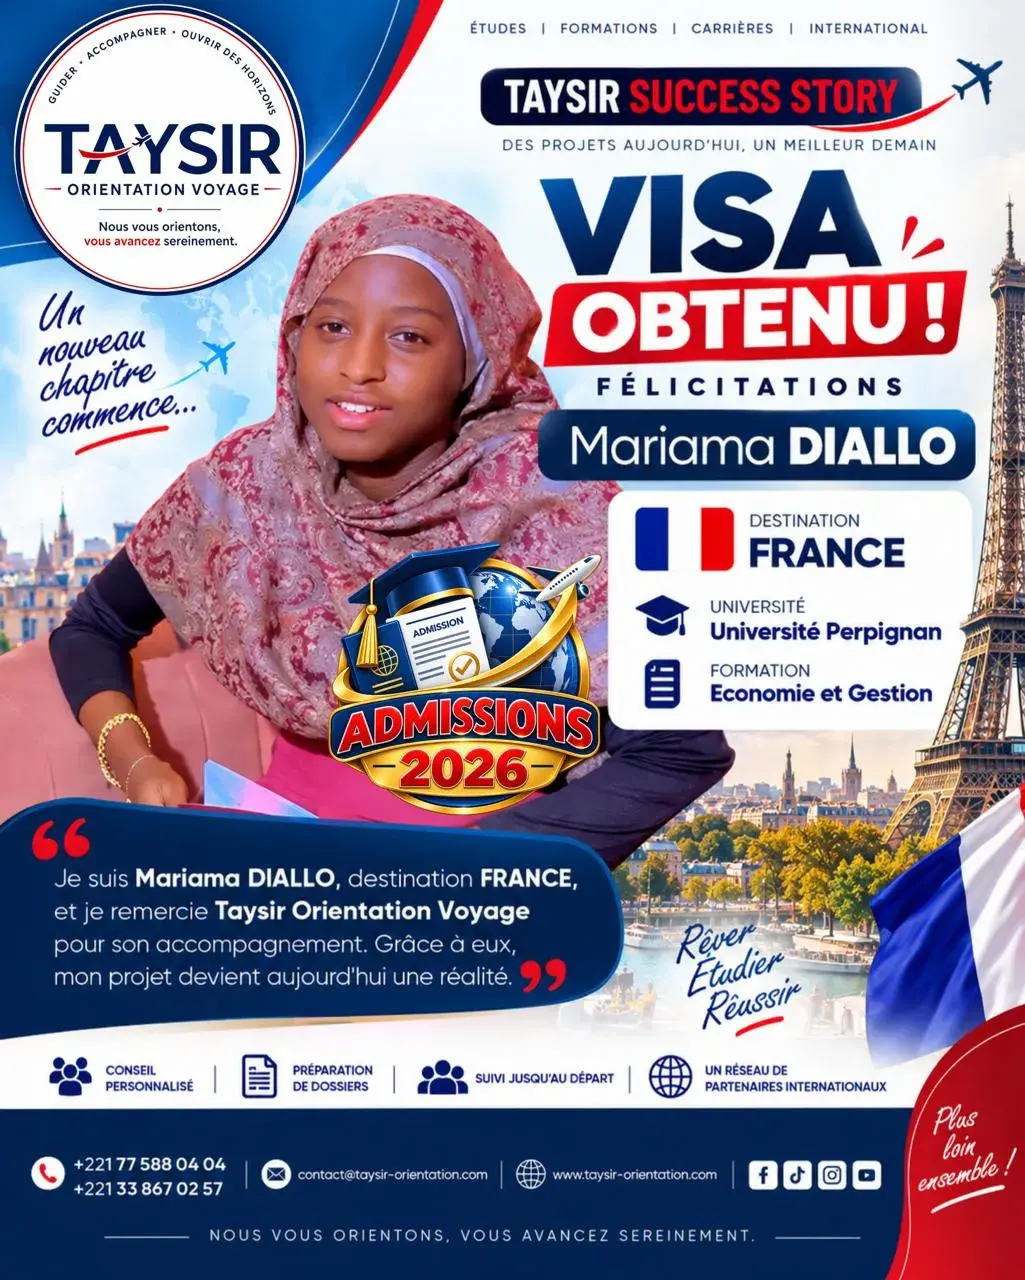 GUIDER • ACCOMPAGNER • OUVRIR DES HORIZONS
TAYSIR
ORIENTATION VOYAGE
Nous vous orientons,
vous avancez sereinement.
ÉTUDES | FORMATIONS | CARRIÈRES | INTERNATIONAL
TAYSIR SUCCESS STORY
DES PROJETS AUJOURD'HUI, UN MEILLEUR DEMAIN
VISA
OBTENU !
FÉLICITATIONS
Mariama DIALLO
Un
nouveau
chapitre
commence...
DESTINATION
FRANCE
UNIVERSITÉ
Université Perpignan
FORMATION
Economie et Gestion
ADMISSION
ADMISSIONS
2026
“
Je suis Mariama DIALLO, destination FRANCE,
et je remercie Taysir Orientation Voyage
pour son accompagnement. Grâce à eux,
mon projet devient aujourd'hui une réalité. ”
Rêver
Étudier
Réussir
CONSEIL
PERSONNALISÉ
PRÉPARATION
DE DOSSIERS
SUIVI JUSQU'AU DÉPART
UN RÉSEAU DE
PARTENAIRES INTERNATIONAUX
Plus
loin
ensemble !
+221 77 588 04 04
+221 33 867 02 57
contact@taysir-orientation.com
www.taysir-orientation.com
NOUS VOUS ORIENTONS, VOUS AVANCEZ SEREINEMENT.